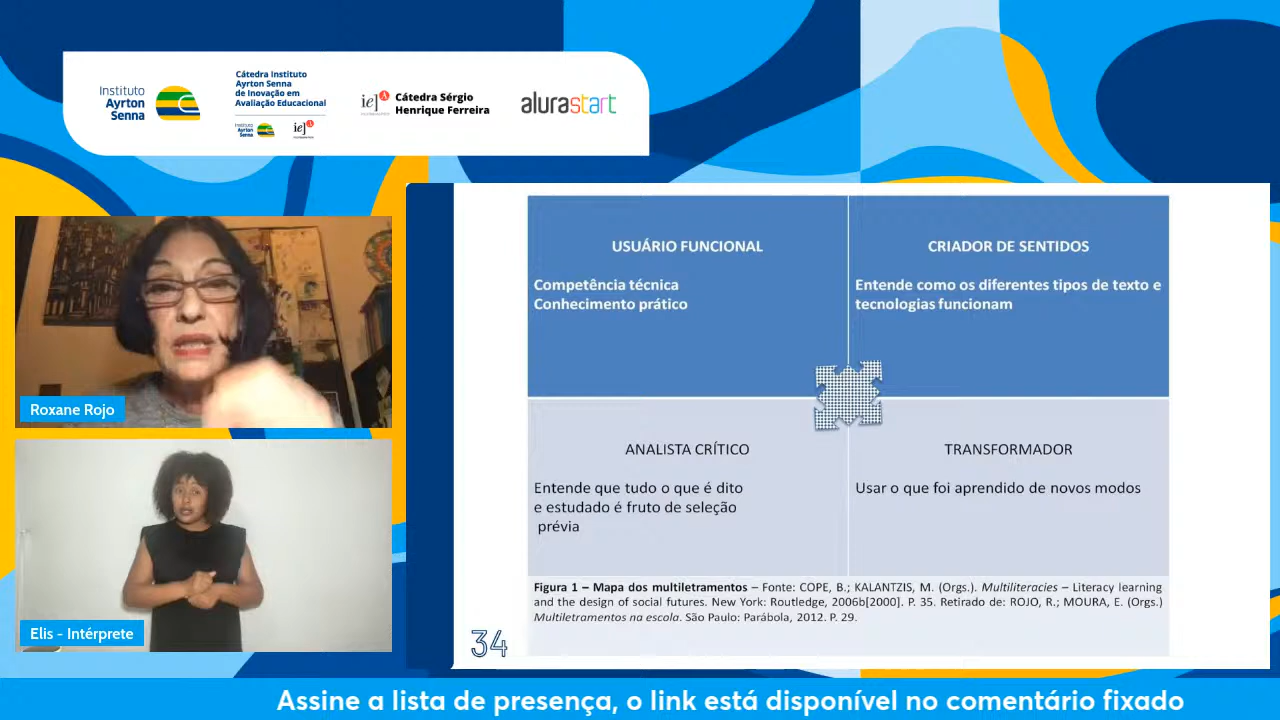 Instituto
Ayrton
Senna
Cátedra Instituto
Ayrton Senna
de Inovação em
Avaliação Educacional
Instituto
Ayrton
Senna
iea
iea
Cátedra Sérgio
Henrique Ferreira
alurastart
Roxane Rojo
Elis - Intérprete
USUÁRIO FUNCIONAL
Competência técnica
Conhecimento prático
CRIADOR DE SENTIDOS
Entende como os diferentes tipos de texto e
tecnologias funcionam
ANALISTA CRÍTICO
Entende que tudo o que é dito
e estudado é fruto de seleção
prévia
TRANSFORMADOR
Usar o que foi aprendido de novos modos
Figura 1 – Mapa dos multiletramentos – Fonte: COPE, B.; KALANTZIS, M. (Orgs.). Multiliteracies – Literacy learning
and the design of social futures. New York: Routledge, 2006b[2000]. P. 35. Retirado de: ROJO, R.; MOURA, E. (Orgs.)
Multiletramentos na escola. São Paulo: Parábola, 2012. P. 29.
34
Assine a lista de presença, o link está disponível no comentário fixado